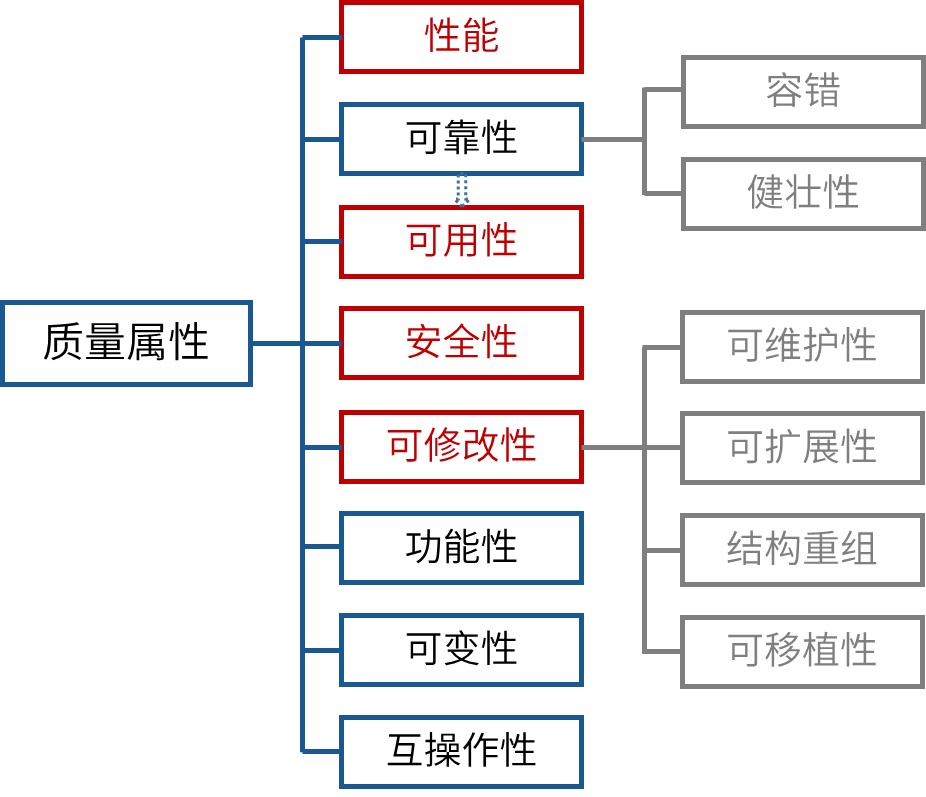 质量属性
性能
可靠性
容错
健壮性
可用性
安全性
可修改性
可维护性
可扩展性
结构重组
可移植性
功能性
可变性
互操作性